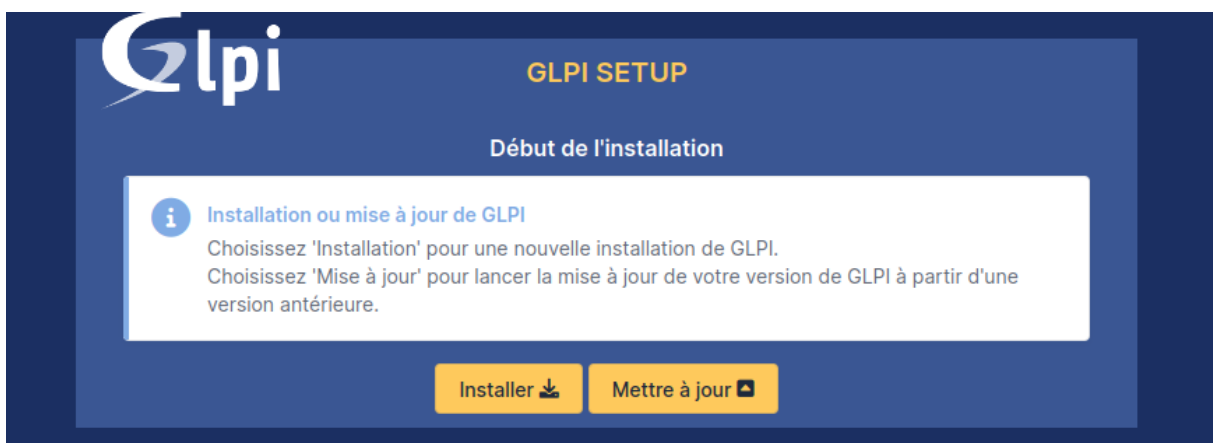 Glpi
GLPI SETUP
Début de l'installation
Installation ou mise à jour de GLPI
Choisissez 'Installation' pour une nouvelle installation de GLPI.
Choisissez 'Mise à jour' pour lancer la mise à jour de votre version de GLPI à partir d'une
version antérieure.
Installer
Mettre à jour